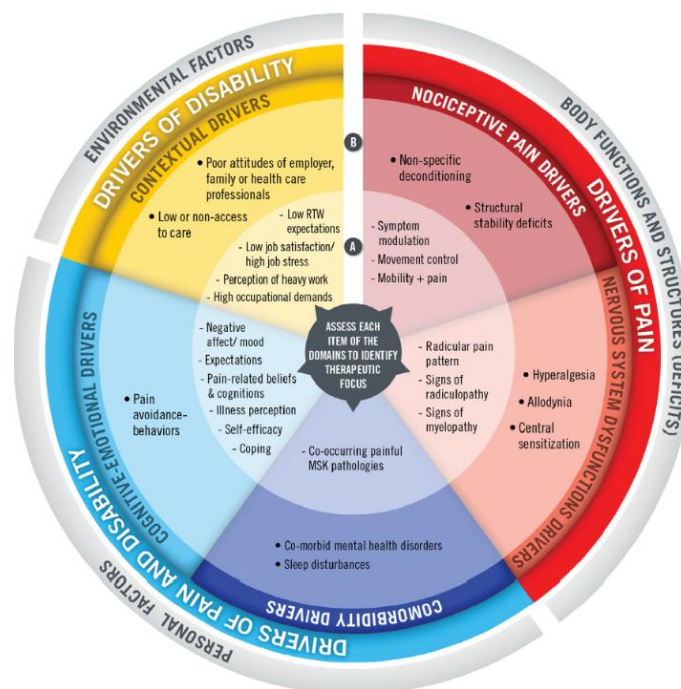 ENVIRONMENTAL FACTORS
DRIVERS OF DISABILITY
CONTEXTUAL DRIVERS
• Poor attitudes of employer,
family or health care
professionals
• Low or non-access
to care
- Low RTW
expectations
- Low job satisfaction/
high job stress
- Perception of heavy work
- High occupational demands
B
A
BODY FUNCTIONS AND STRUCTURES (DEFICITS)
DRIVERS OF PAIN
NOCICEPTIVE PAIN DRIVERS
• Non-specific
deconditioning
• Structural
stability deficits
- Symptom
modulation
- Movement control
- Mobility + pain
NERVOUS SYSTEM DYSFUNCTIONS DRIVERS
- Radicular pain
pattern
- Signs of
radiculopathy
- Signs of
myelopathy
• Hyperalgesia
• Allodynia
• Central
sensitization
ASSESS EACH
ITEM OF THE
DOMAINS TO IDENTIFY
THERAPEUTIC
FOCUS
- Negative
affect/ mood
- Expectations
- Pain-related beliefs
& cognitions
- Illness perception
- Self-efficacy
- Coping
• Pain
avoidance-
behaviors
COGNITIVE-EMOTIONAL DRIVERS
- Co-occurring painful
MSK pathologies
• Co-morbid mental health disorders
• Sleep disturbances
COMORBIDITY DRIVERS
DRIVERS OF PAIN AND DISABILITY
PERSONAL FACTORS